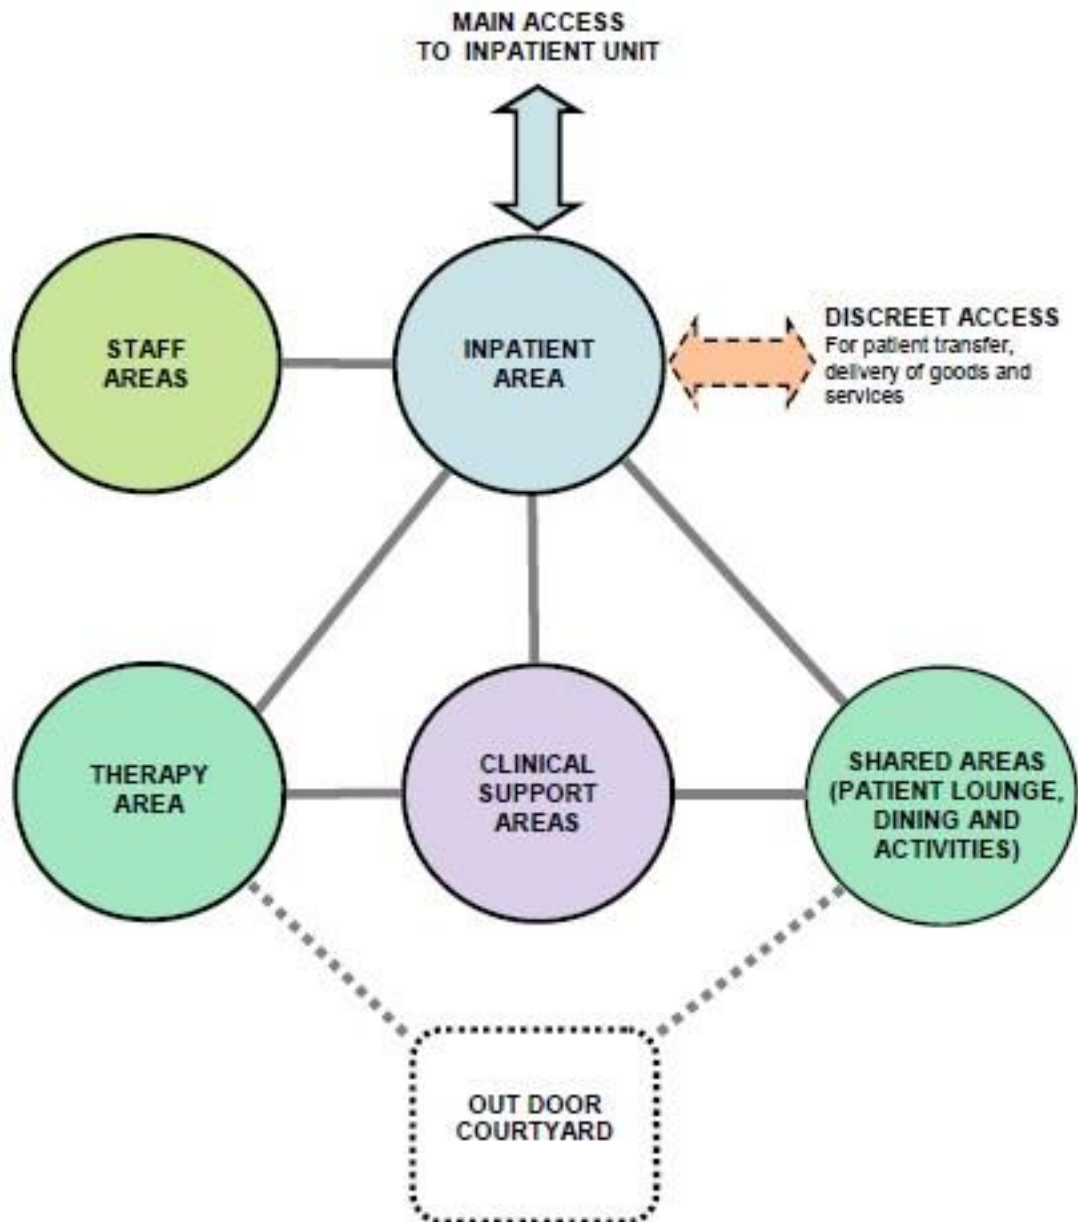 MAIN ACCESS
TO INPATIENT UNIT
STAFF
AREAS
INPATIENT
AREA
DISCREET ACCESS
For patient transfer,
delivery of goods and
services
THERAPY
AREA
CLINICAL
SUPPORT
AREAS
SHARED AREAS
(PATIENT LOUNGE,
DINING AND
ACTIVITIES)
OUT DOOR
COURTYARD